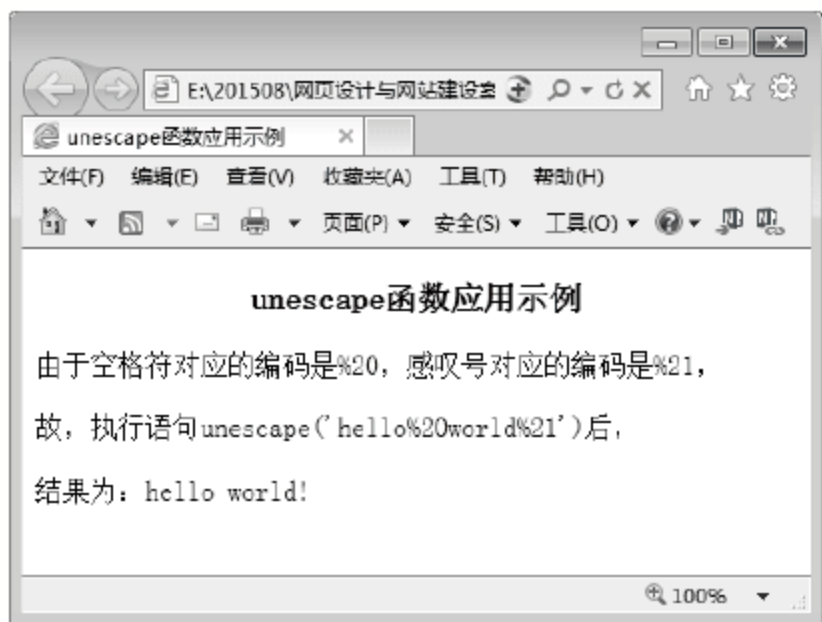 E:\201508\网页设计与网站建设
unescape函数应用示例
文件(F) 编辑(E) 查看(V) 收藏夹(A) 工具(T) 帮助(H)
页面(P) 安全(S) 工具(O)
unescape函数应用示例
由于空格符对应的编码是%20，感叹号对应的编码是%21，
故，执行语句unescape('hello%20world%21')后，
结果为：hello world!
100%